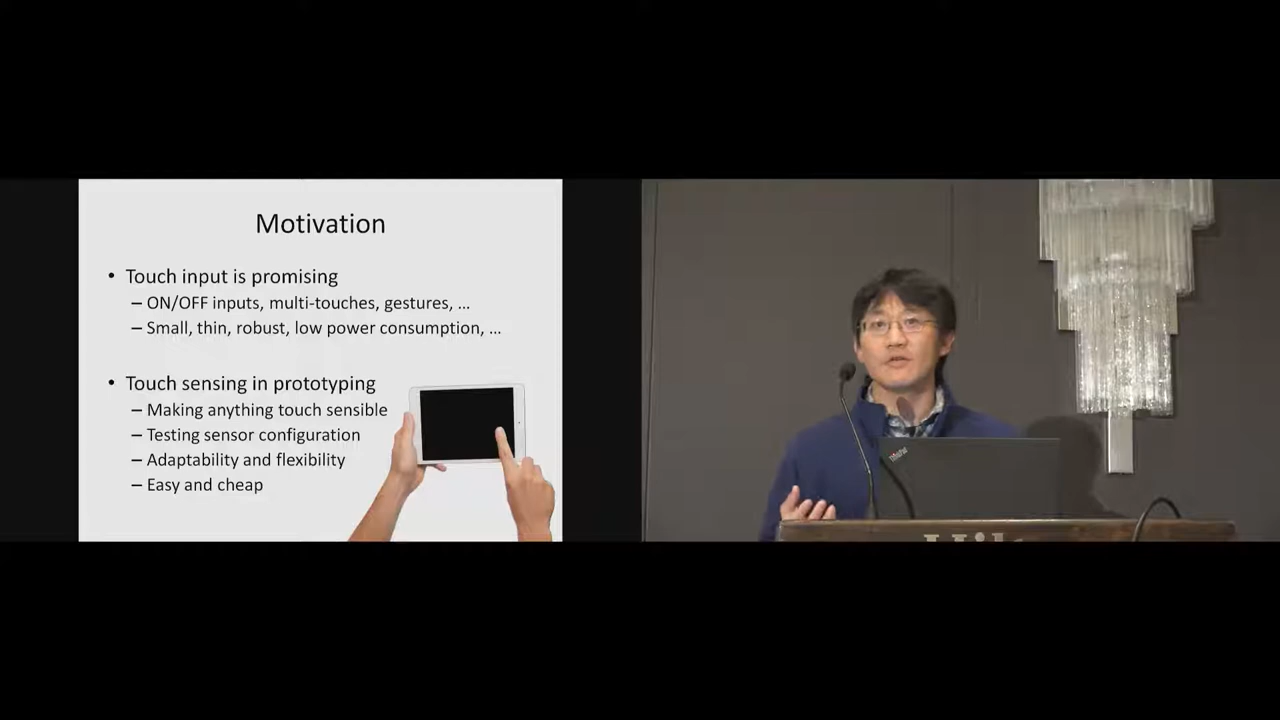 Motivation
• Touch input is promising
– ON/OFF inputs, multi-touches, gestures, ...
– Small, thin, robust, low power consumption, ...
• Touch sensing in prototyping
– Making anything touch sensible
– Testing sensor configuration
– Adaptability and flexibility
– Easy and cheap
ThinkPad